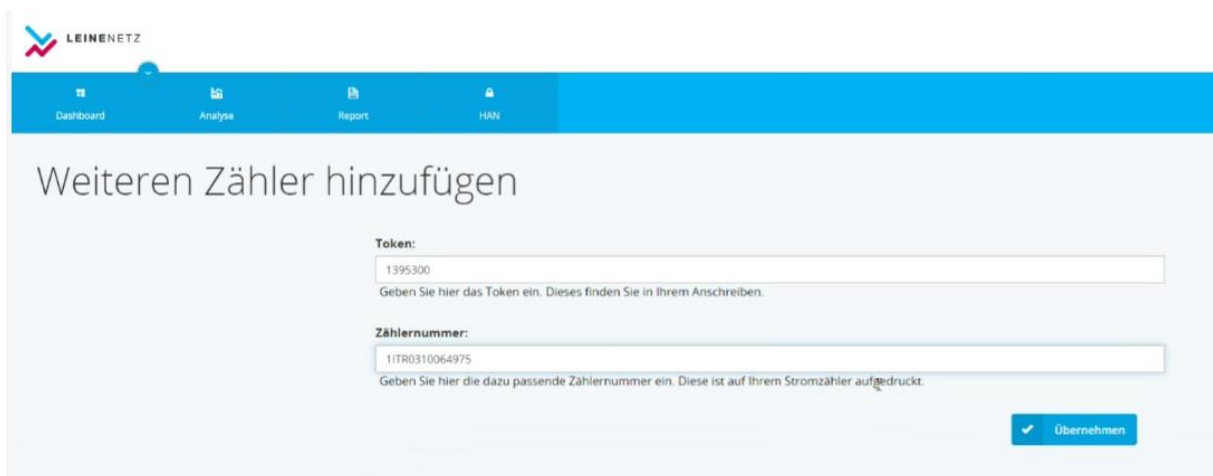 LEINENETZ
Dashboard Analyse Report HAN
Weiteren Zähler hinzufügen
Token:
1395300
Geben Sie hier das Token ein. Dieses finden Sie in Ihrem Anschreiben.
Zählernummer:
1ITR0310064975
Geben Sie hier die dazu passende Zählernummer ein. Diese ist auf Ihrem Stromzähler aufgedruckt.
Übernehmen